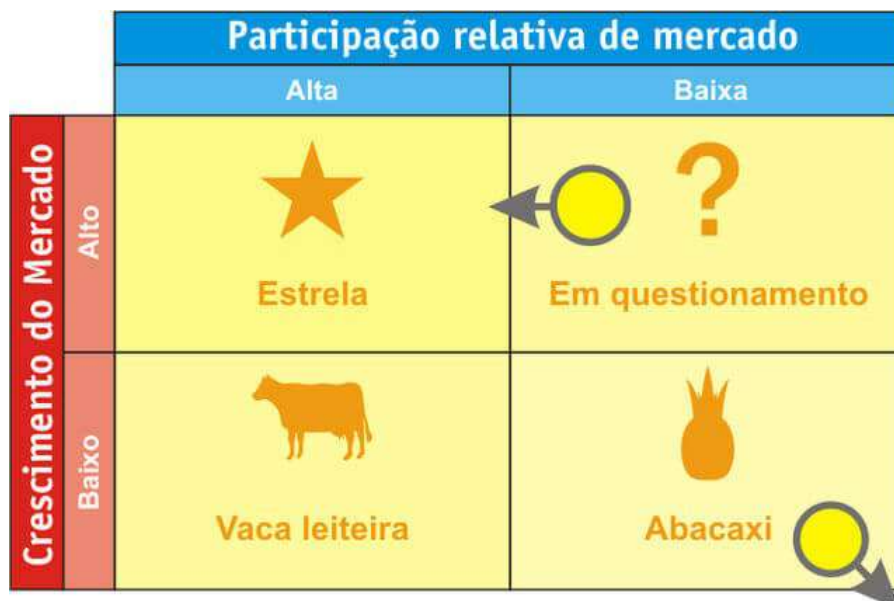 Participação relativa de mercado
Alta
Baixa
Crescimento do Mercado
Alto
?
Estrela
Em questionamento
Baixo
Vaca leiteira
Abacaxi